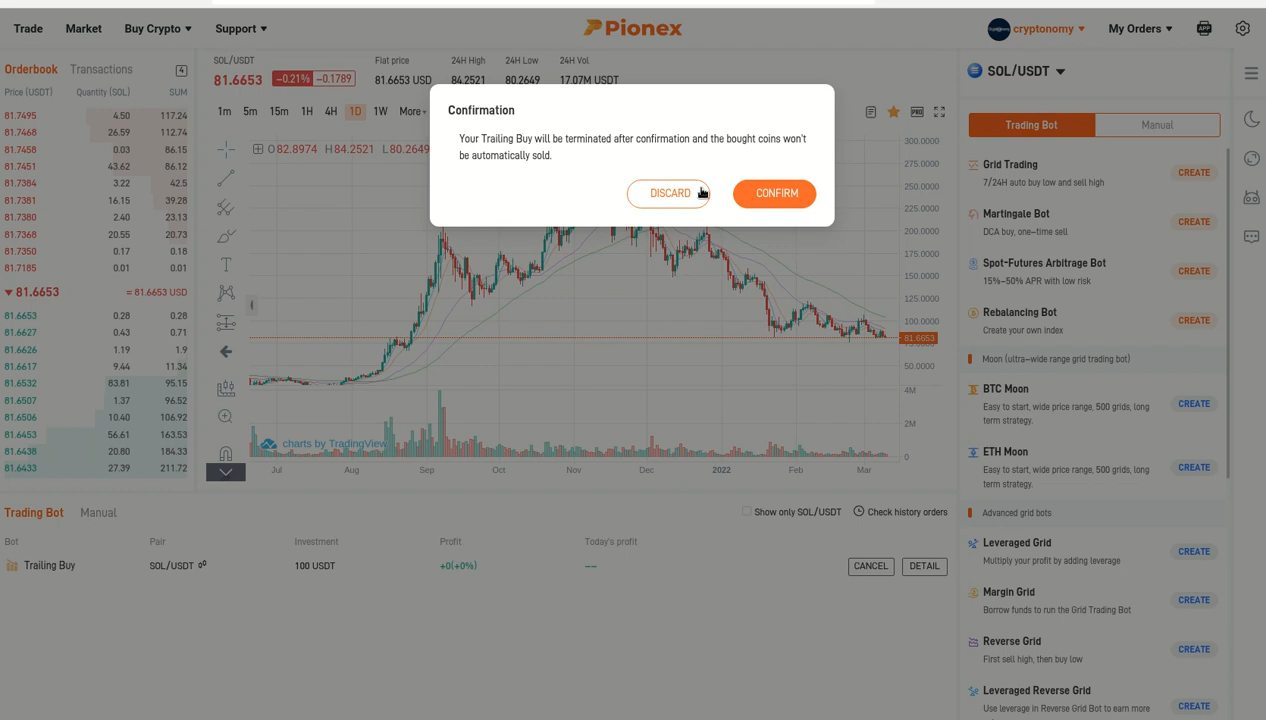 Trade Market Buy Crypto Support Pionex cryptonomy My Orders APP
Orderbook Transactions 4
Price (USDT) Quantity (SOL) SUM
81.7495 4.50 117.24
81.7468 26.59 112.74
81.7458 0.03 86.15
81.7451 43.62 86.12
81.7384 3.22 42.5
81.7381 16.15 39.28
81.7380 2.40 23.13
81.7368 20.55 20.73
81.7350 0.17 0.18
81.7185 0.01 0.01
81.6653 = 81.6653 USD
81.6653 0.28 0.28
81.6627 0.43 0.71
81.6626 1.19 1.9
81.6617 9.44 11.34
81.6532 83.81 95.15
81.6507 1.37 96.52
81.6506 10.40 106.92
81.6453 56.61 163.53
81.6438 20.80 184.33
81.6433 27.39 211.72
SOL/USDT Fiat price 24H High 24H Low 24H Vol
81.6653 -0.21% -0.1789 81.6653 USD 84.2521 80.2649 17.07M USDT
1m 5m 15m 1H 4H 1D 1W More PRO
O82.8974 H84.2521 L80.2649
Confirmation
Your Trailing Buy will be terminated after confirmation and the bought coins won't
be automatically sold.
DISCARD CONFIRM
300.0000
275.0000
250.0000
225.0000
200.0000
175.0000
150.0000
125.0000
100.0000
81.6653
50.0000
4M
2M
0
charts by TradingView
Jul Aug Sep Oct Nov Dec 2022 Feb Mar
SOL/USDT
Trading Bot Manual
Grid Trading CREATE
7/24H auto buy low and sell high
Martingale Bot CREATE
DCA buy, one-time sell
Spot-Futures Arbitrage Bot CREATE
15%-50% APR with low risk
Rebalancing Bot CREATE
Create your own index
Moon (ultra-wide range grid trading bot)
BTC Moon CREATE
Easy to start, wide price range, 500 grids, long
term strategy.
ETH Moon CREATE
Easy to start, wide price range, 500 grids, long
term strategy.
Advanced grid bots
Leveraged Grid CREATE
Multiply your profit by adding leverage
Margin Grid CREATE
Borrow funds to run the Grid Trading Bot
Reverse Grid CREATE
First sell high, then buy low
Leveraged Reverse Grid CREATE
Use leverage in Reverse Grid Bot to earn more
Trading Bot Manual Show only SOL/USDT Check history orders
Bot Pair Investment Profit Today's profit
Trailing Buy SOL/USDT 100 USDT +0(+0%) -- CANCEL DETAIL